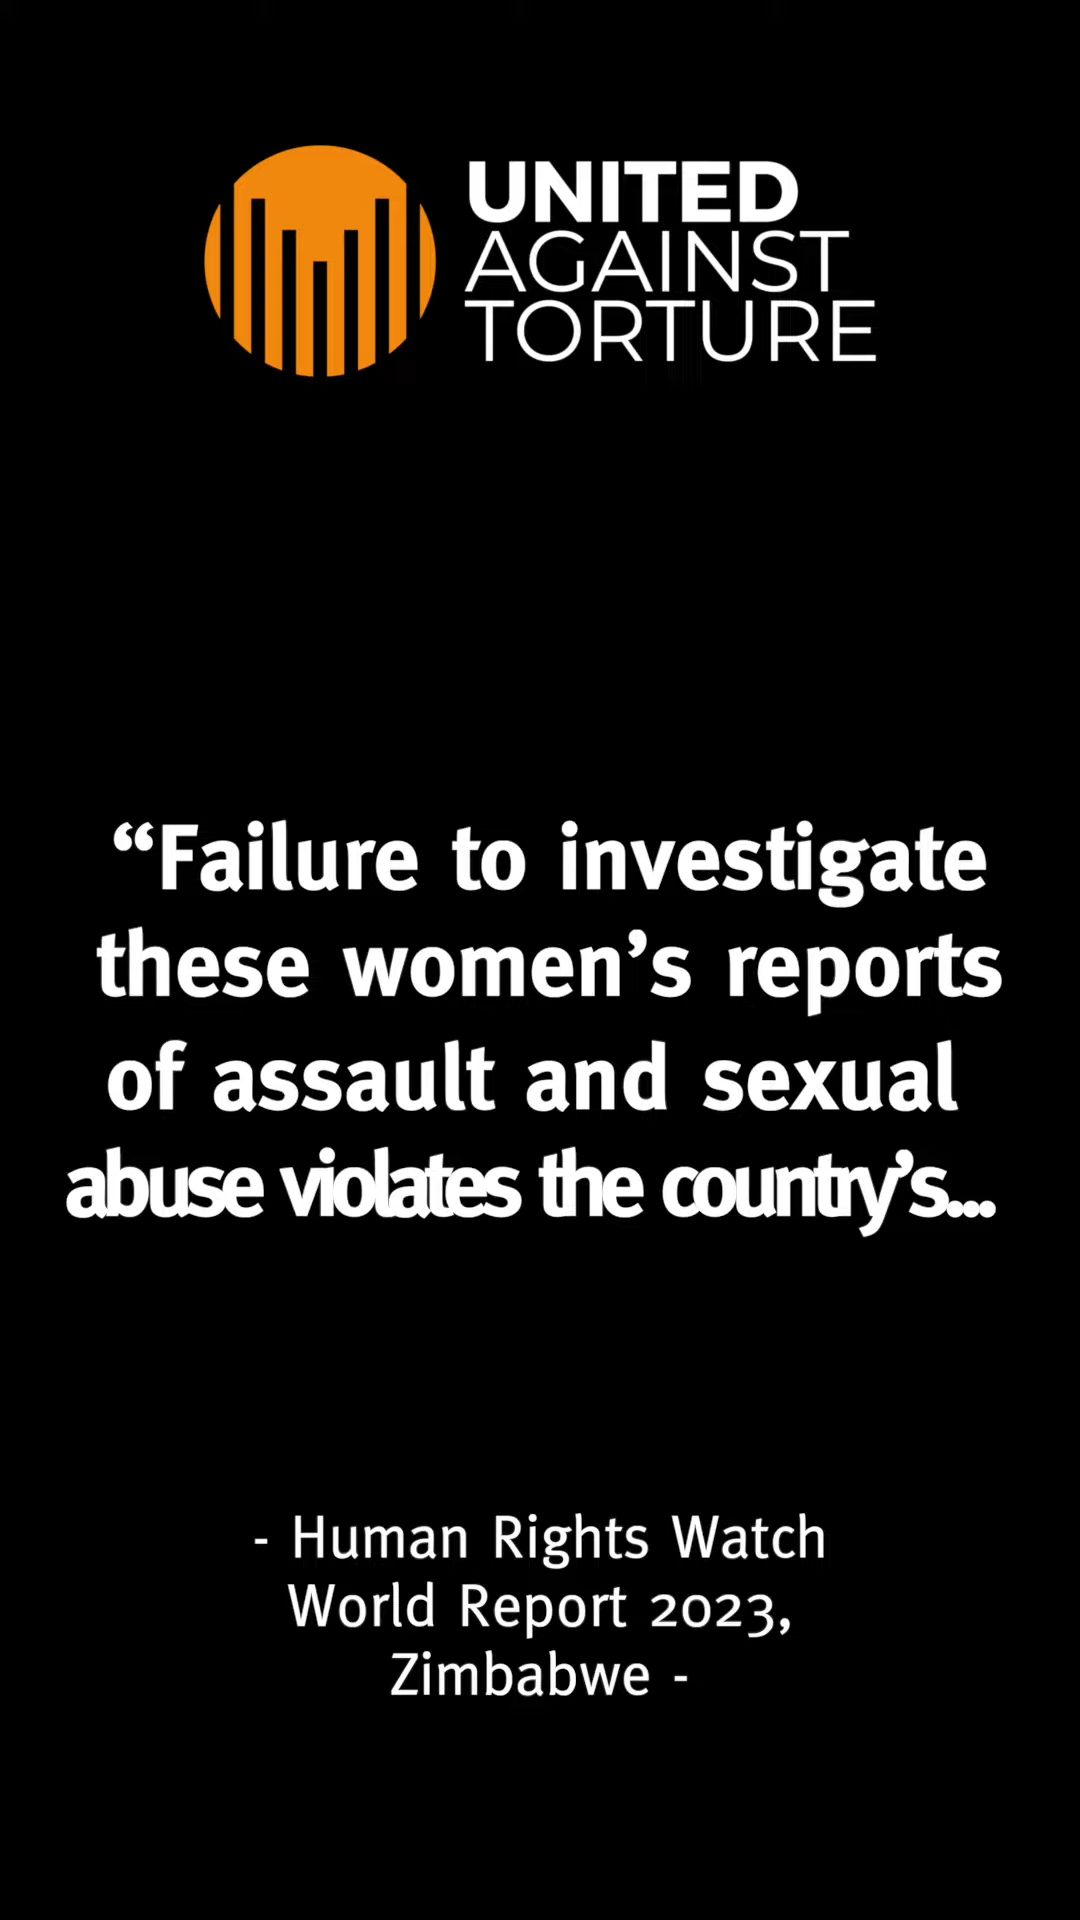 UNITED
AGAINST
TORTURE
“Failure to investigate
these women’s reports
of assault and sexual
abuse violates the country’s...
- Human Rights Watch
World Report 2023,
Zimbabwe -